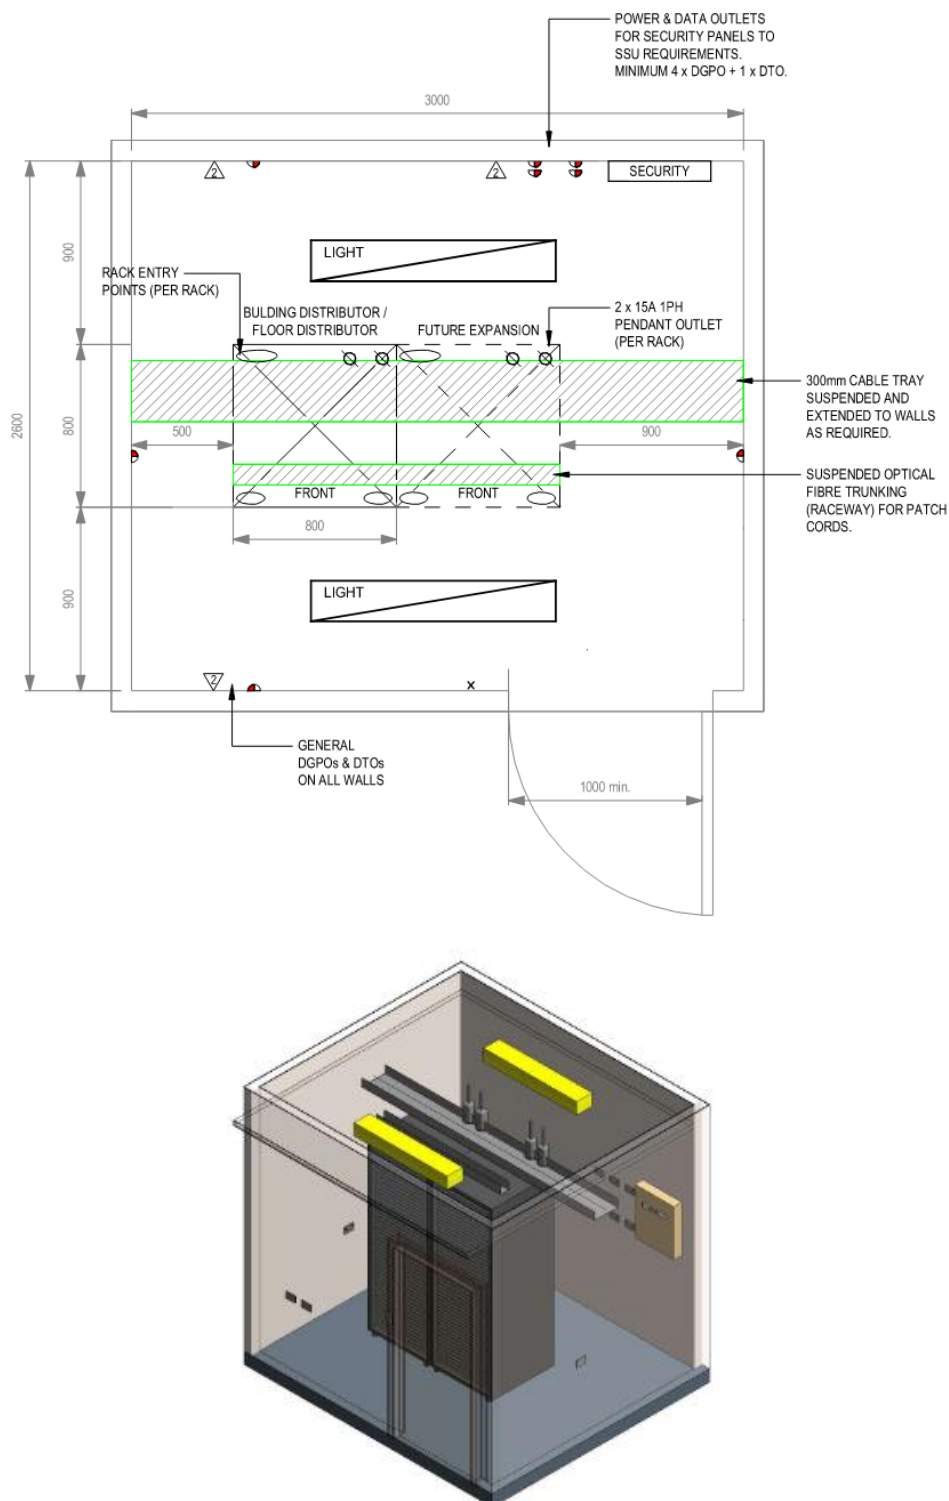 POWER & DATA OUTLETS
FOR SECURITY PANELS TO
SSU REQUIREMENTS.
MINIMUM 4 x DGPO + 1 x DTO.
3000
2
2
SECURITY
900
LIGHT
RACK ENTRY
POINTS (PER RACK)
BULDING DISTRIBUTOR /
FLOOR DISTRIBUTOR
FUTURE EXPANSION
2 x 15A 1PH
PENDANT OUTLET
(PER RACK)
2600
800
300mm CABLE TRAY
SUSPENDED AND
EXTENDED TO WALLS
AS REQUIRED.
500
900
SUSPENDED OPTICAL
FIBRE TRUNKING
(RACEWAY) FOR PATCH
CORDS.
FRONT
FRONT
800
900
LIGHT
2
x
GENERAL
DGPOs & DTOs
ON ALL WALLS
1000 min.